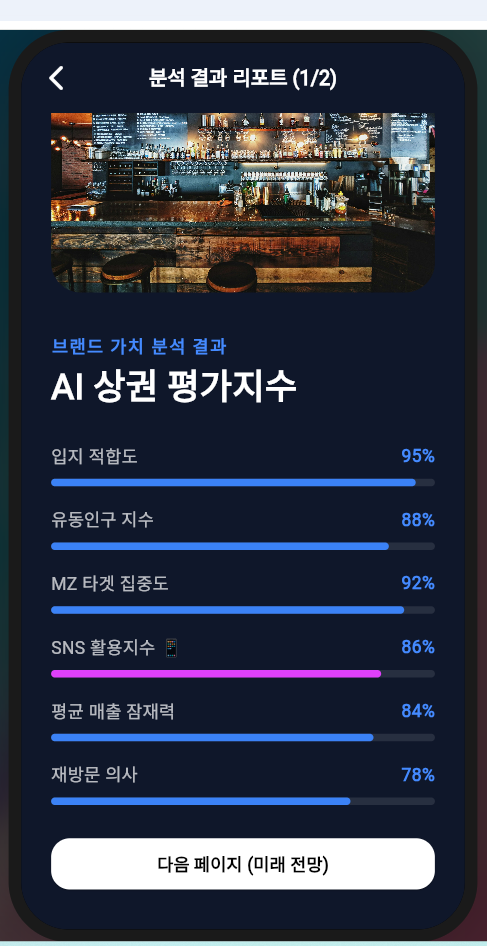 분석 결과 리포트 (1/2)
브랜드 가치 분석 결과
AI 상권 평가지수
입지 적합도 95%
유동인구 지수 88%
MZ 타겟 집중도 92%
SNS 활용지수 📱 86%
평균 매출 잠재력 84%
재방문 의사 78%
다음 페이지 (미래 전망)